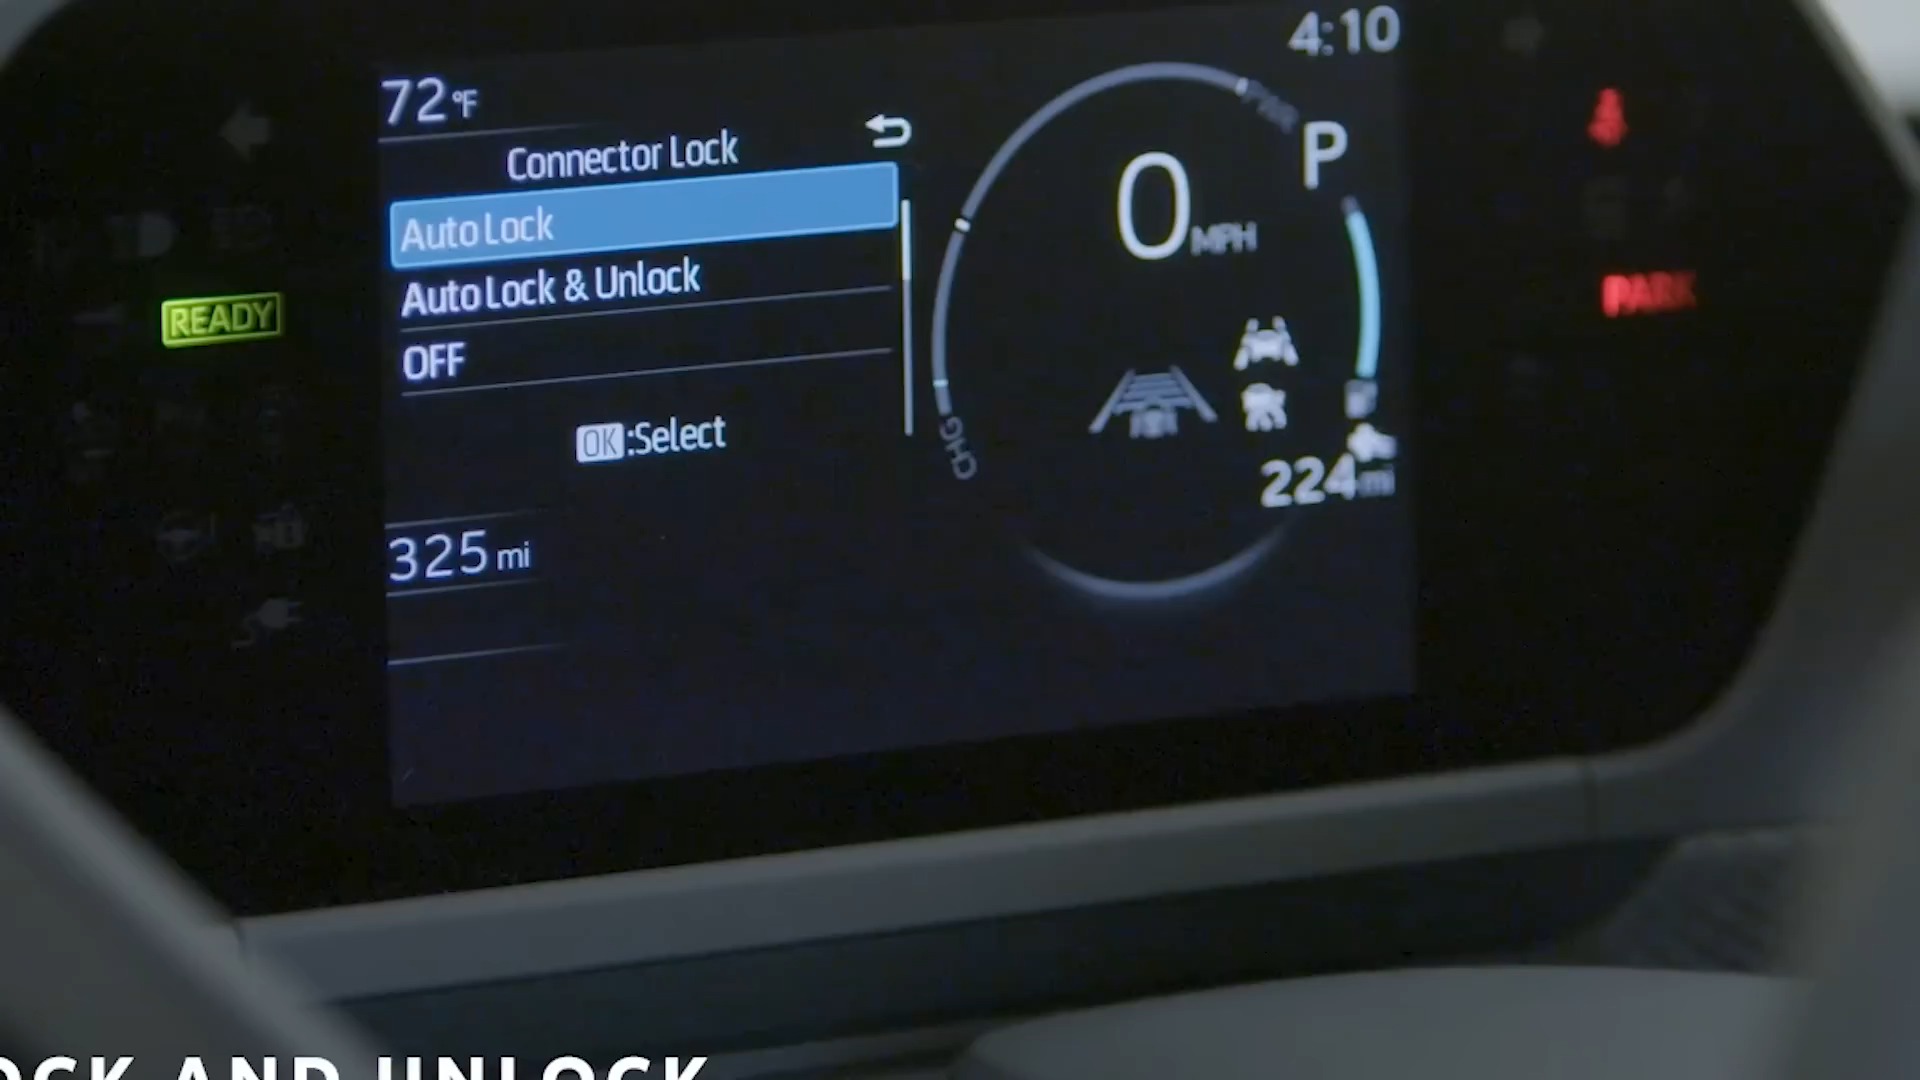 4:10
72°F
Connector Lock
P
Auto Lock
0 MPH
Auto Lock & Unlock
READY
PARK
OFF
OK:Select
CHG
224 mi
325 mi
OCK AND UNLOCK